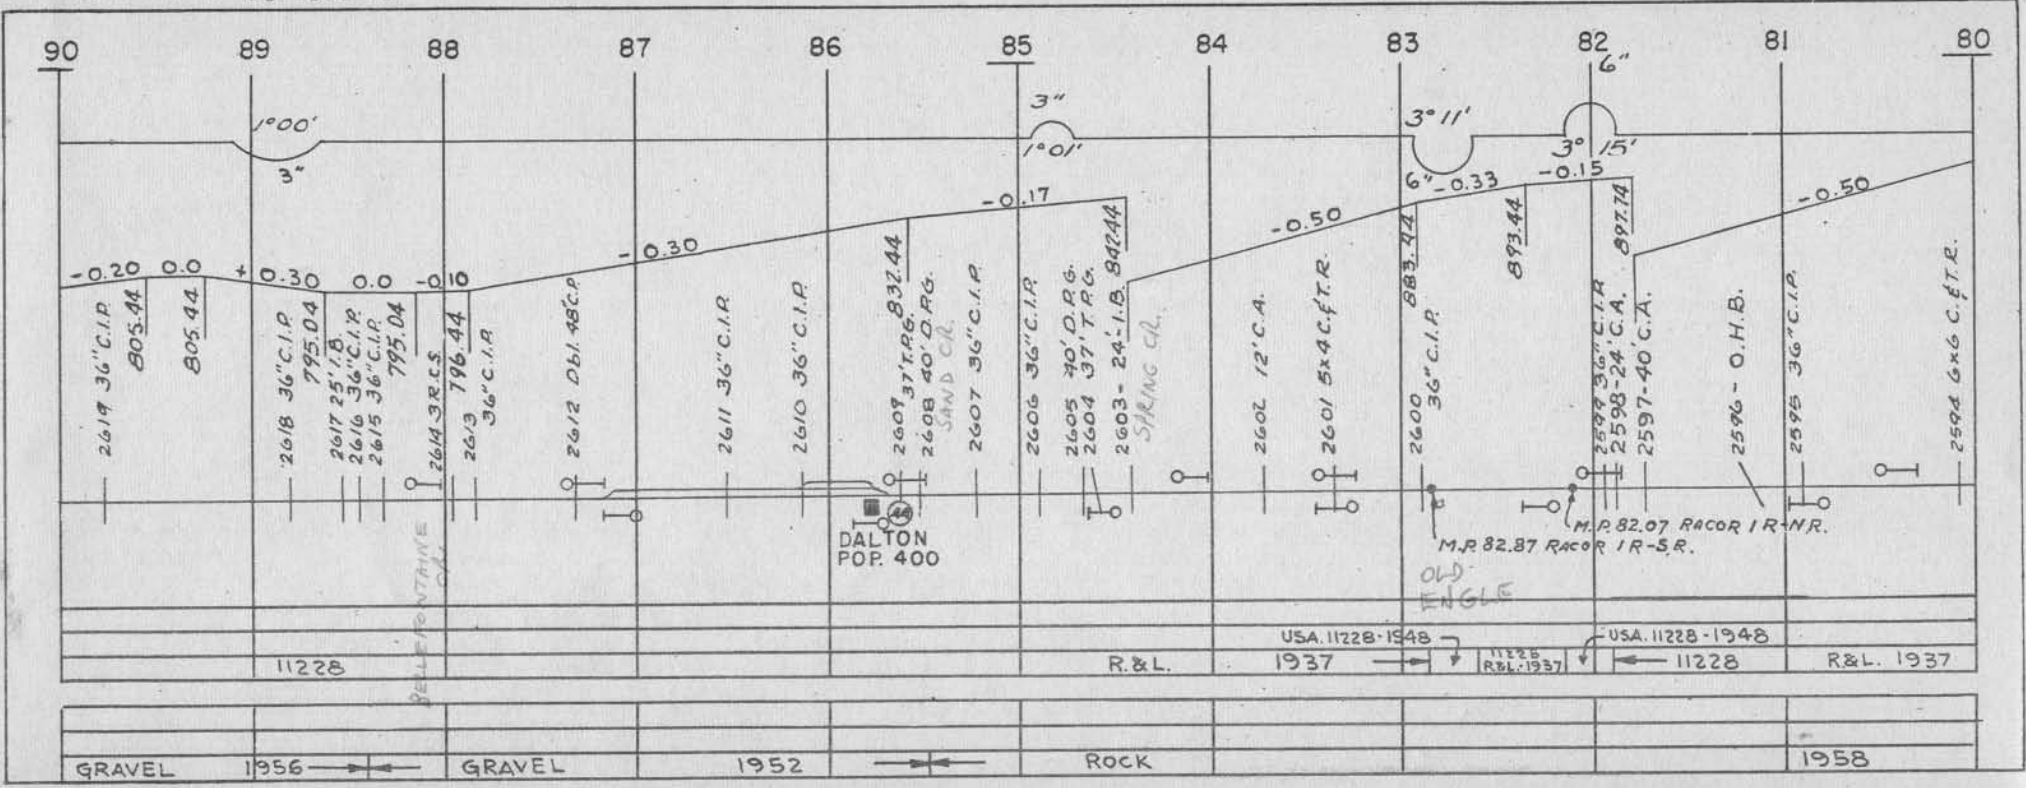 90 89 88 87 86 85 84 83 82 81 80
6"
1°00'
3"
3"
1°01'
3°11'
6"
3° 15'
-0.20 0.0 + 0.30 0.0 -0.10 -0.30 -0.17 -0.50 -0.33 -0.15 -0.50
2619 36" C.I.P.
805.44
805.44
2618 36" C.I.P.
795.04
2617 25' I.B.
2616 36" C.I.P.
2615 36" C.I.P.
795.04
2614 3 R.C.S.
BELLEFONTAINE
CR.
796.44
2613
36" C.I.P.
2612 Dbl. 48" C.P.
2611 36" C.I.P.
2610 36" C.I.P.
2609 832.44
37' T.P.G.
2608 40' D.P.G.
SAND CR.
2607 36" C.I.P.
2606 36" C.I.P.
2605 40' D.P.G.
2604 37' T.P.G.
2603 - 24'-I.B. 842.44
SPRING CR.
2602 12' C.A.
2601 5x4 C.&T.R.
883.44
2600
36" C.I.P.
893.44
2599 36" C.I.P.
2598-24' C.A.
897.74
2597-40' C.A.
2596 - O.H.B.
2595 36" C.I.P.
2594 6x6 C.&T.R.
44
DALTON
POP. 400
M.P. 82.07 RACOR 1 R-N R.
M.P. 82.87 RACOR 1 R-S.R.
OLD
ENGLE
USA. 11228-1948
USA. 11228-1948
11228 R.&L. 1937
11228
R&L.-1937
11228 R&L. 1937
GRAVEL 1956 GRAVEL 1952 ROCK 1958